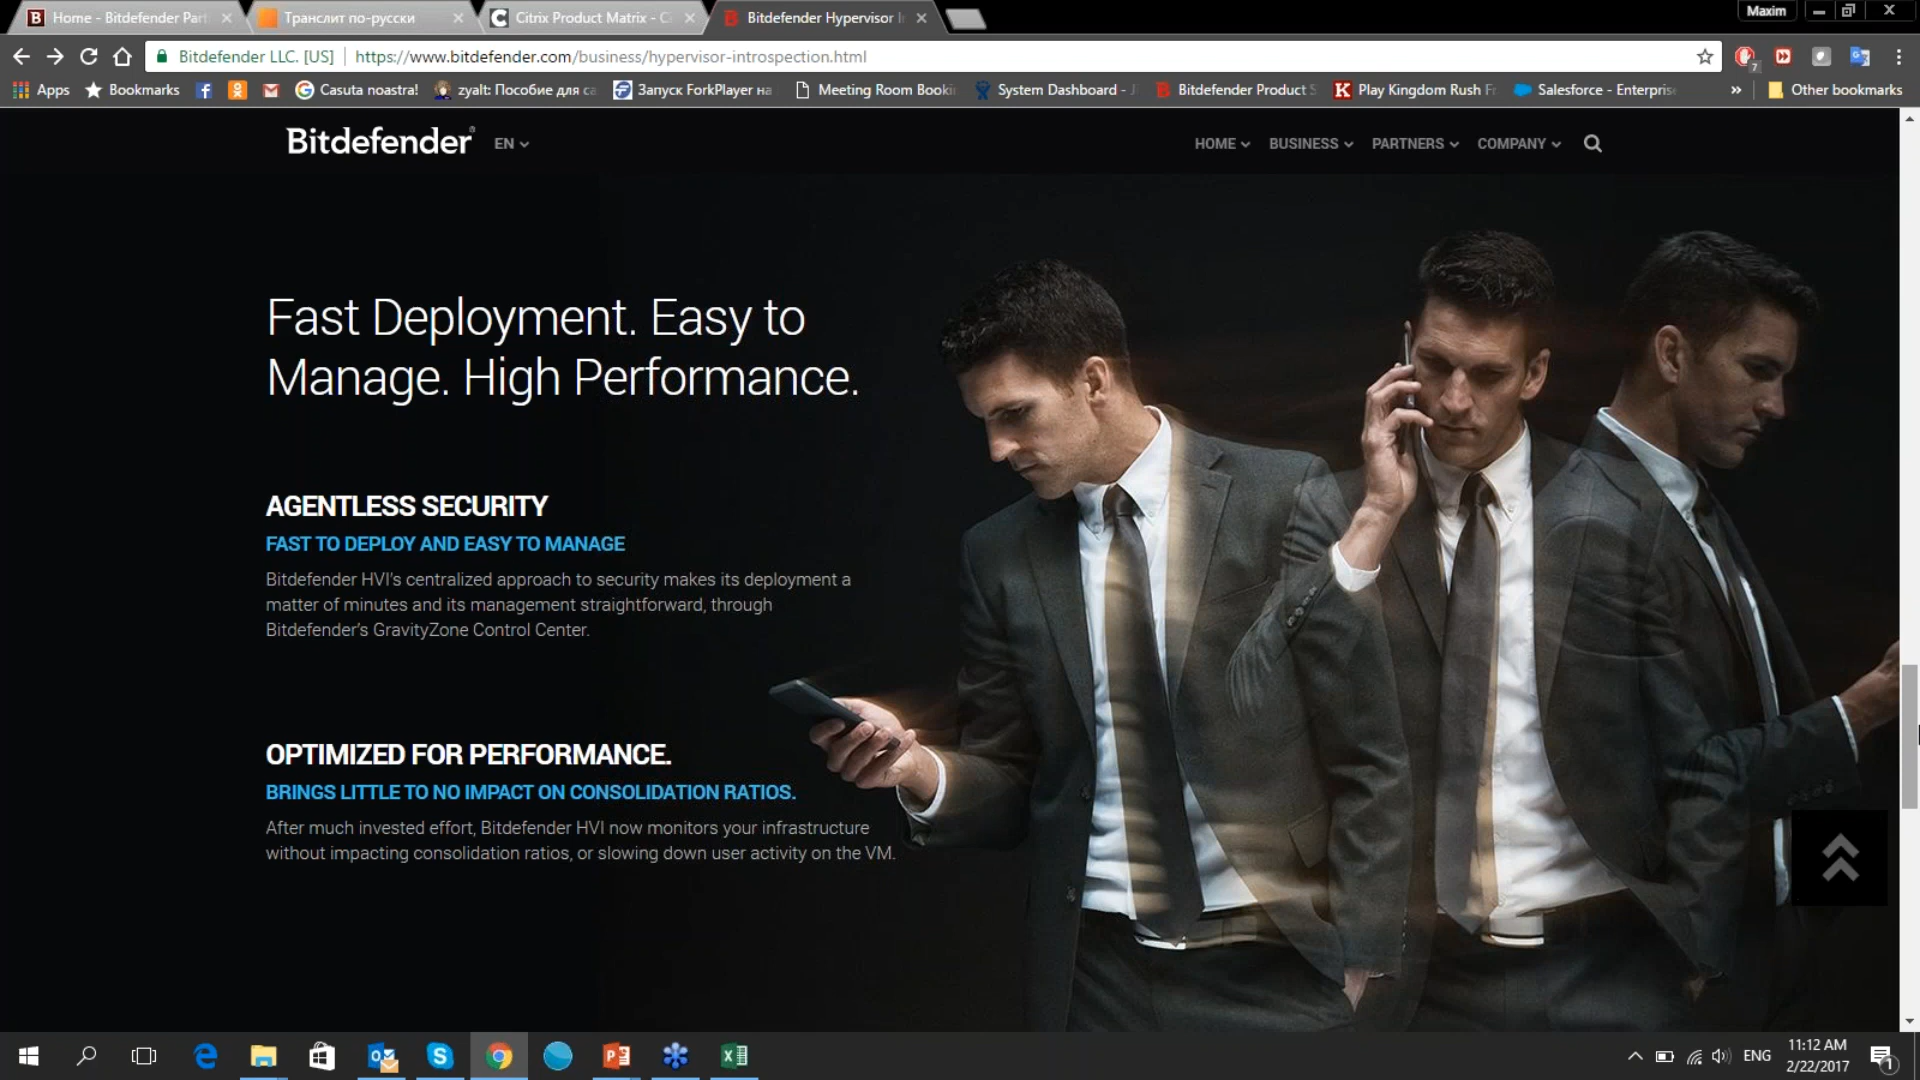 Home - Bitdefender Part
Транслит по-русски
Citrix Product Matrix - Ci
Bitdefender Hypervisor I
Maxim
Bitdefender LLC. [US]
https://www.bitdefender.com/business/hypervisor-introspection.html
7
Apps
Bookmarks
Casuta noastra!
zyalt: Пособие для са
Запуск ForkPlayer на
Meeting Room Booki
System Dashboard - J
Bitdefender Product S
Play Kingdom Rush F
Salesforce - Enterpris
Other bookmarks
Bitdefender
EN
HOME
BUSINESS
PARTNERS
COMPANY
Fast Deployment. Easy to
Manage. High Performance.
AGENTLESS SECURITY
FAST TO DEPLOY AND EASY TO MANAGE
Bitdefender HVI's centralized approach to security makes its deployment a
matter of minutes and its management straightforward, through
Bitdefender's GravityZone Control Center.
OPTIMIZED FOR PERFORMANCE.
BRINGS LITTLE TO NO IMPACT ON CONSOLIDATION RATIOS.
After much invested effort, Bitdefender HVI now monitors your infrastructure
without impacting consolidation ratios, or slowing down user activity on the VM.
ENG
11:12 AM
2/22/2017
1